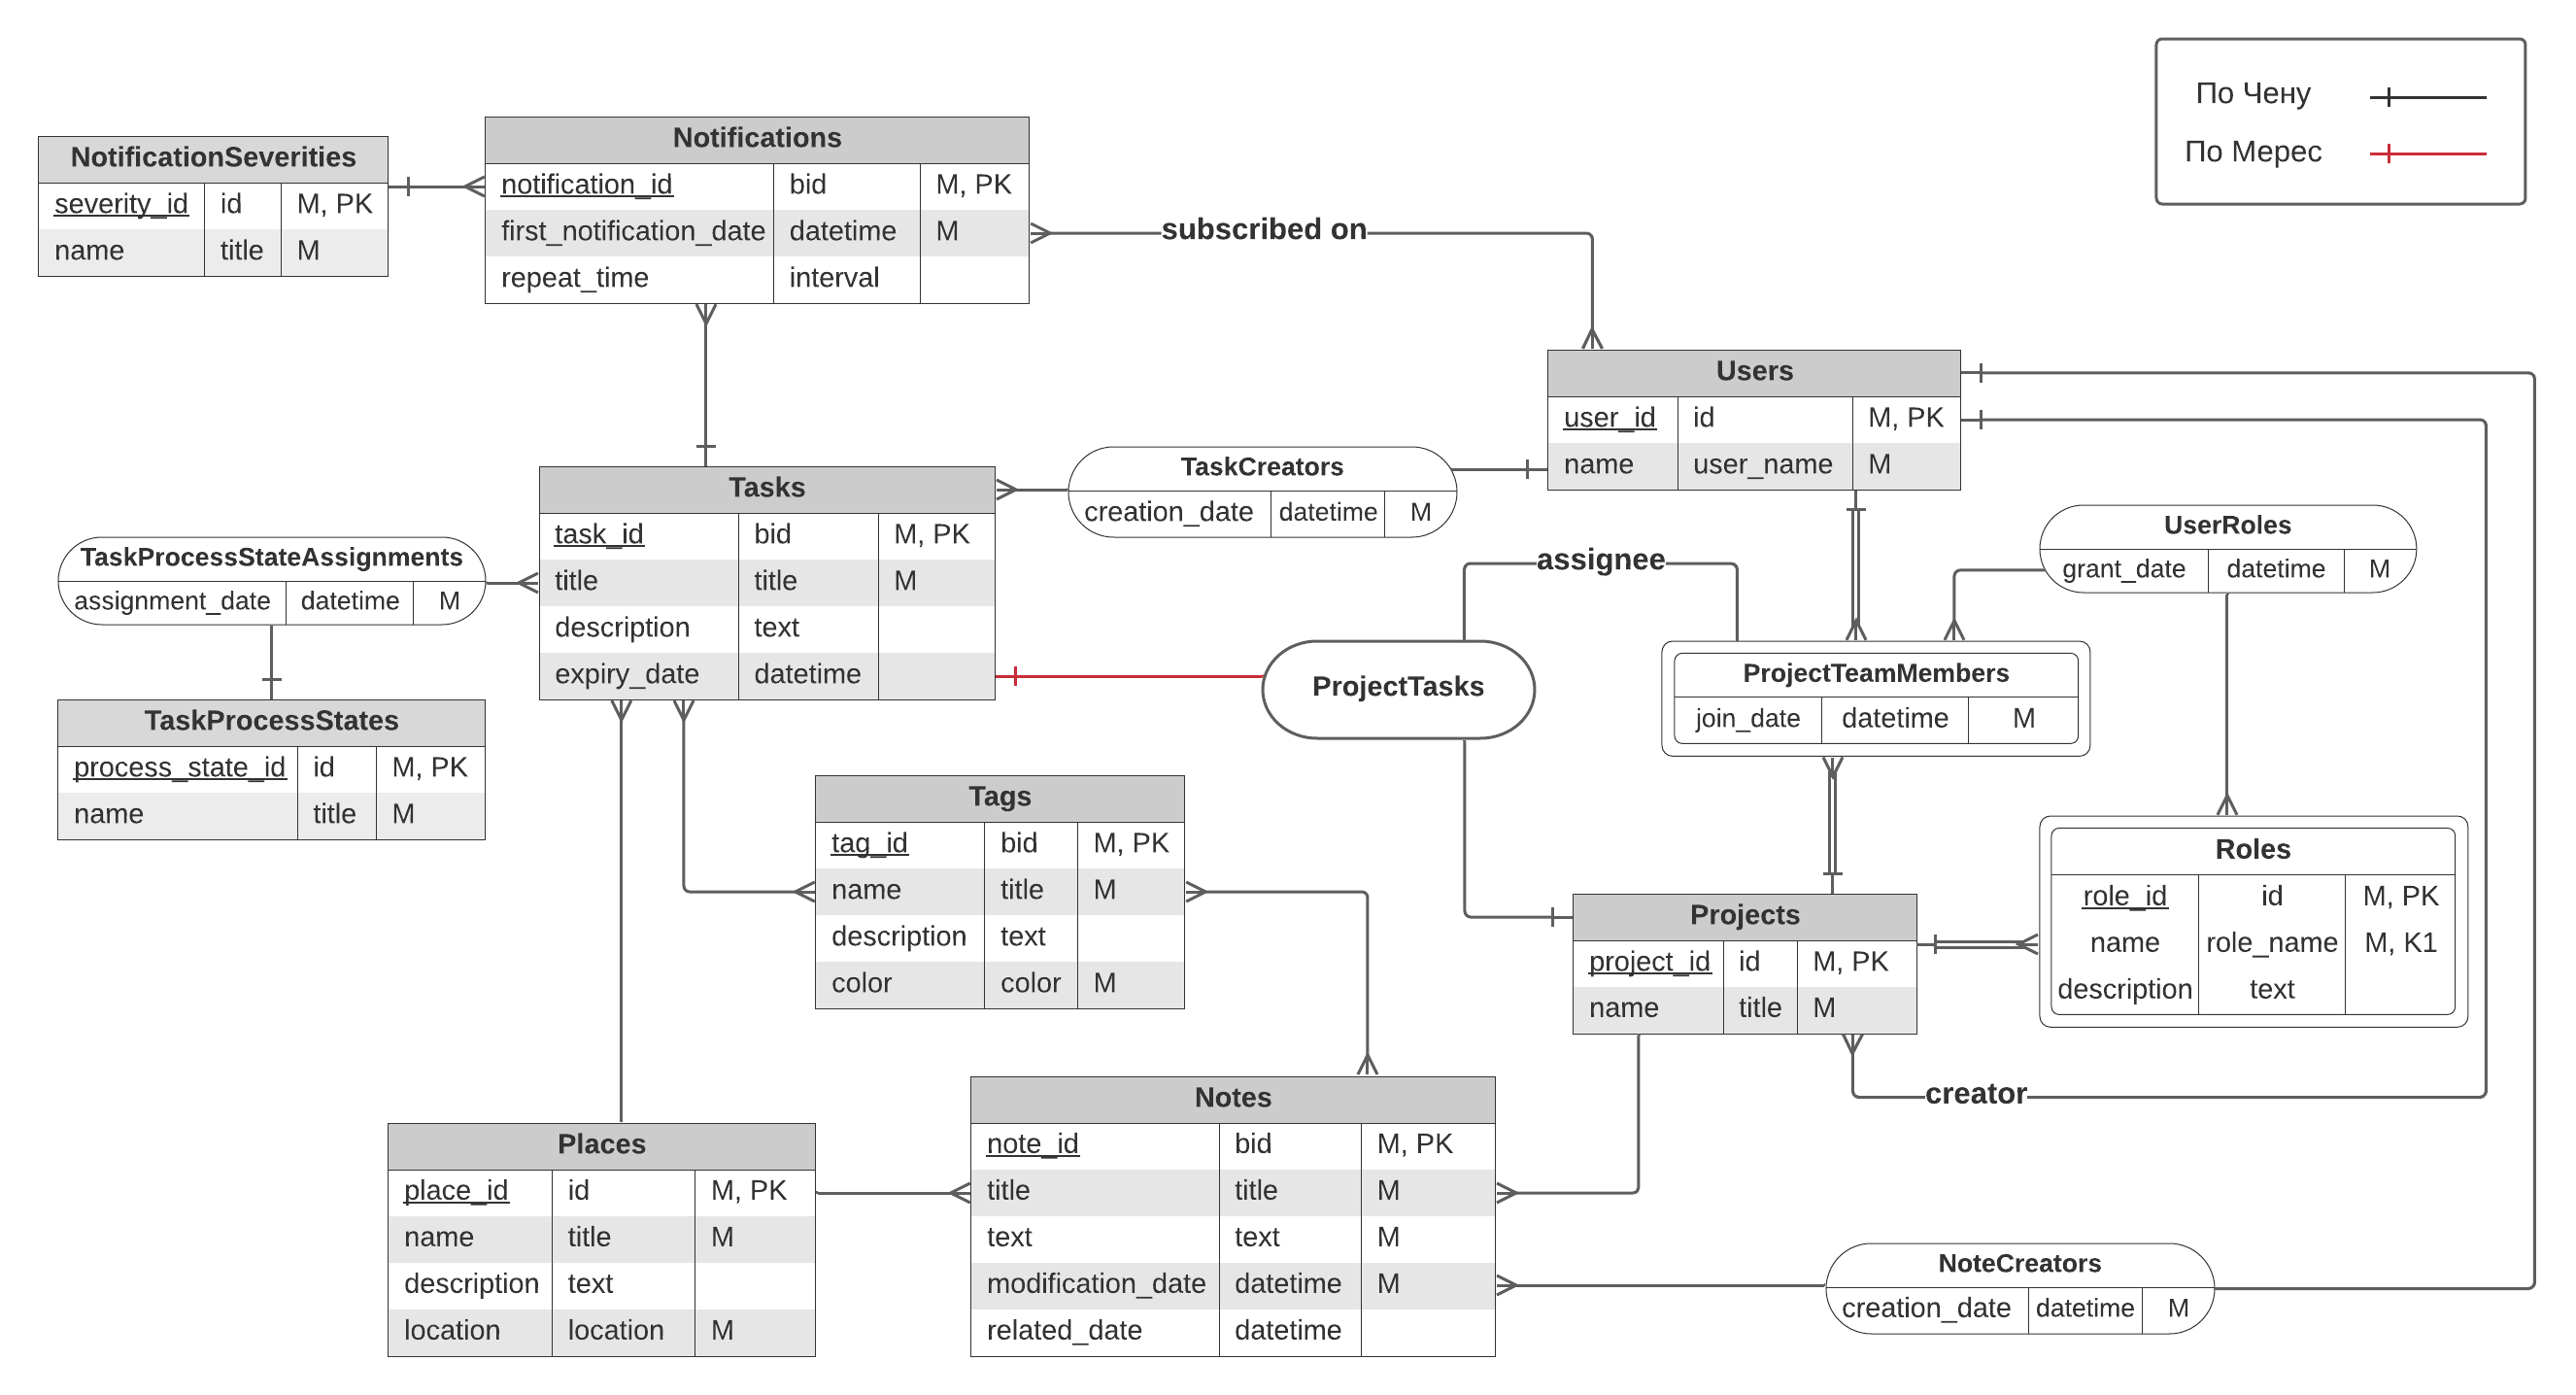 По Чену
По Мерес
NotificationSeverities
severity_id id M, PK
name title M
Notifications
notification_id bid M, PK
first_notification_date datetime M
repeat_time interval
subscribed on
Users
user_id id M, PK
name user_name M
TaskCreators
creation_date datetime M
Tasks
task_id bid M, PK
title title M
description text
expiry_date datetime
TaskProcessStateAssignments
assignment_date datetime M
TaskProcessStates
process_state_id id M, PK
name title M
assignee
ProjectTasks
UserRoles
grant_date datetime M
ProjectTeamMembers
join_date datetime M
Tags
tag_id bid M, PK
name title M
description text
color color M
Roles
role_id id M, PK
name role_name M, K1
description text
Projects
project_id id M, PK
name title M
creator
Places
place_id id M, PK
name title M
description text
location location M
Notes
note_id bid M, PK
title title M
text text M
modification_date datetime M
related_date datetime
NoteCreators
creation_date datetime M